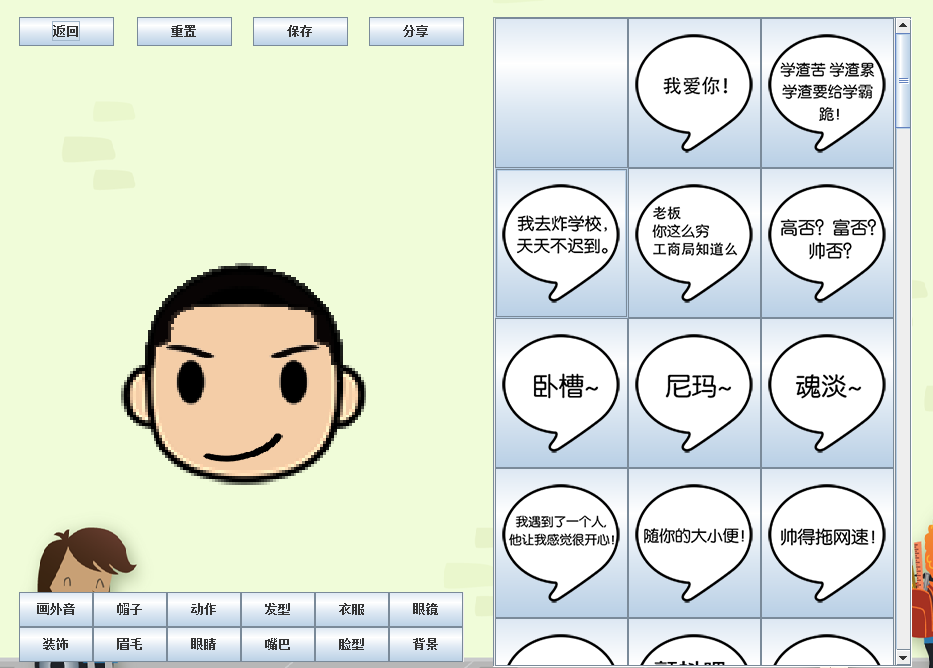 返回
重置
保存
分享
我爱你！
学渣苦 学渣累
学渣要给学霸
跪！
我去炸学校，
天天不迟到。
老板
你这么穷
工商局知道么
高否？富否？
帅否？
卧槽~
尼玛~
魂淡~
我遇到了一个人，
他让我感觉很开心！
随你的大小便！
帅得拖网速！
画外音
帽子
动作
发型
衣服
眼镜
装饰
眉毛
眼睛
嘴巴
脸型
背景